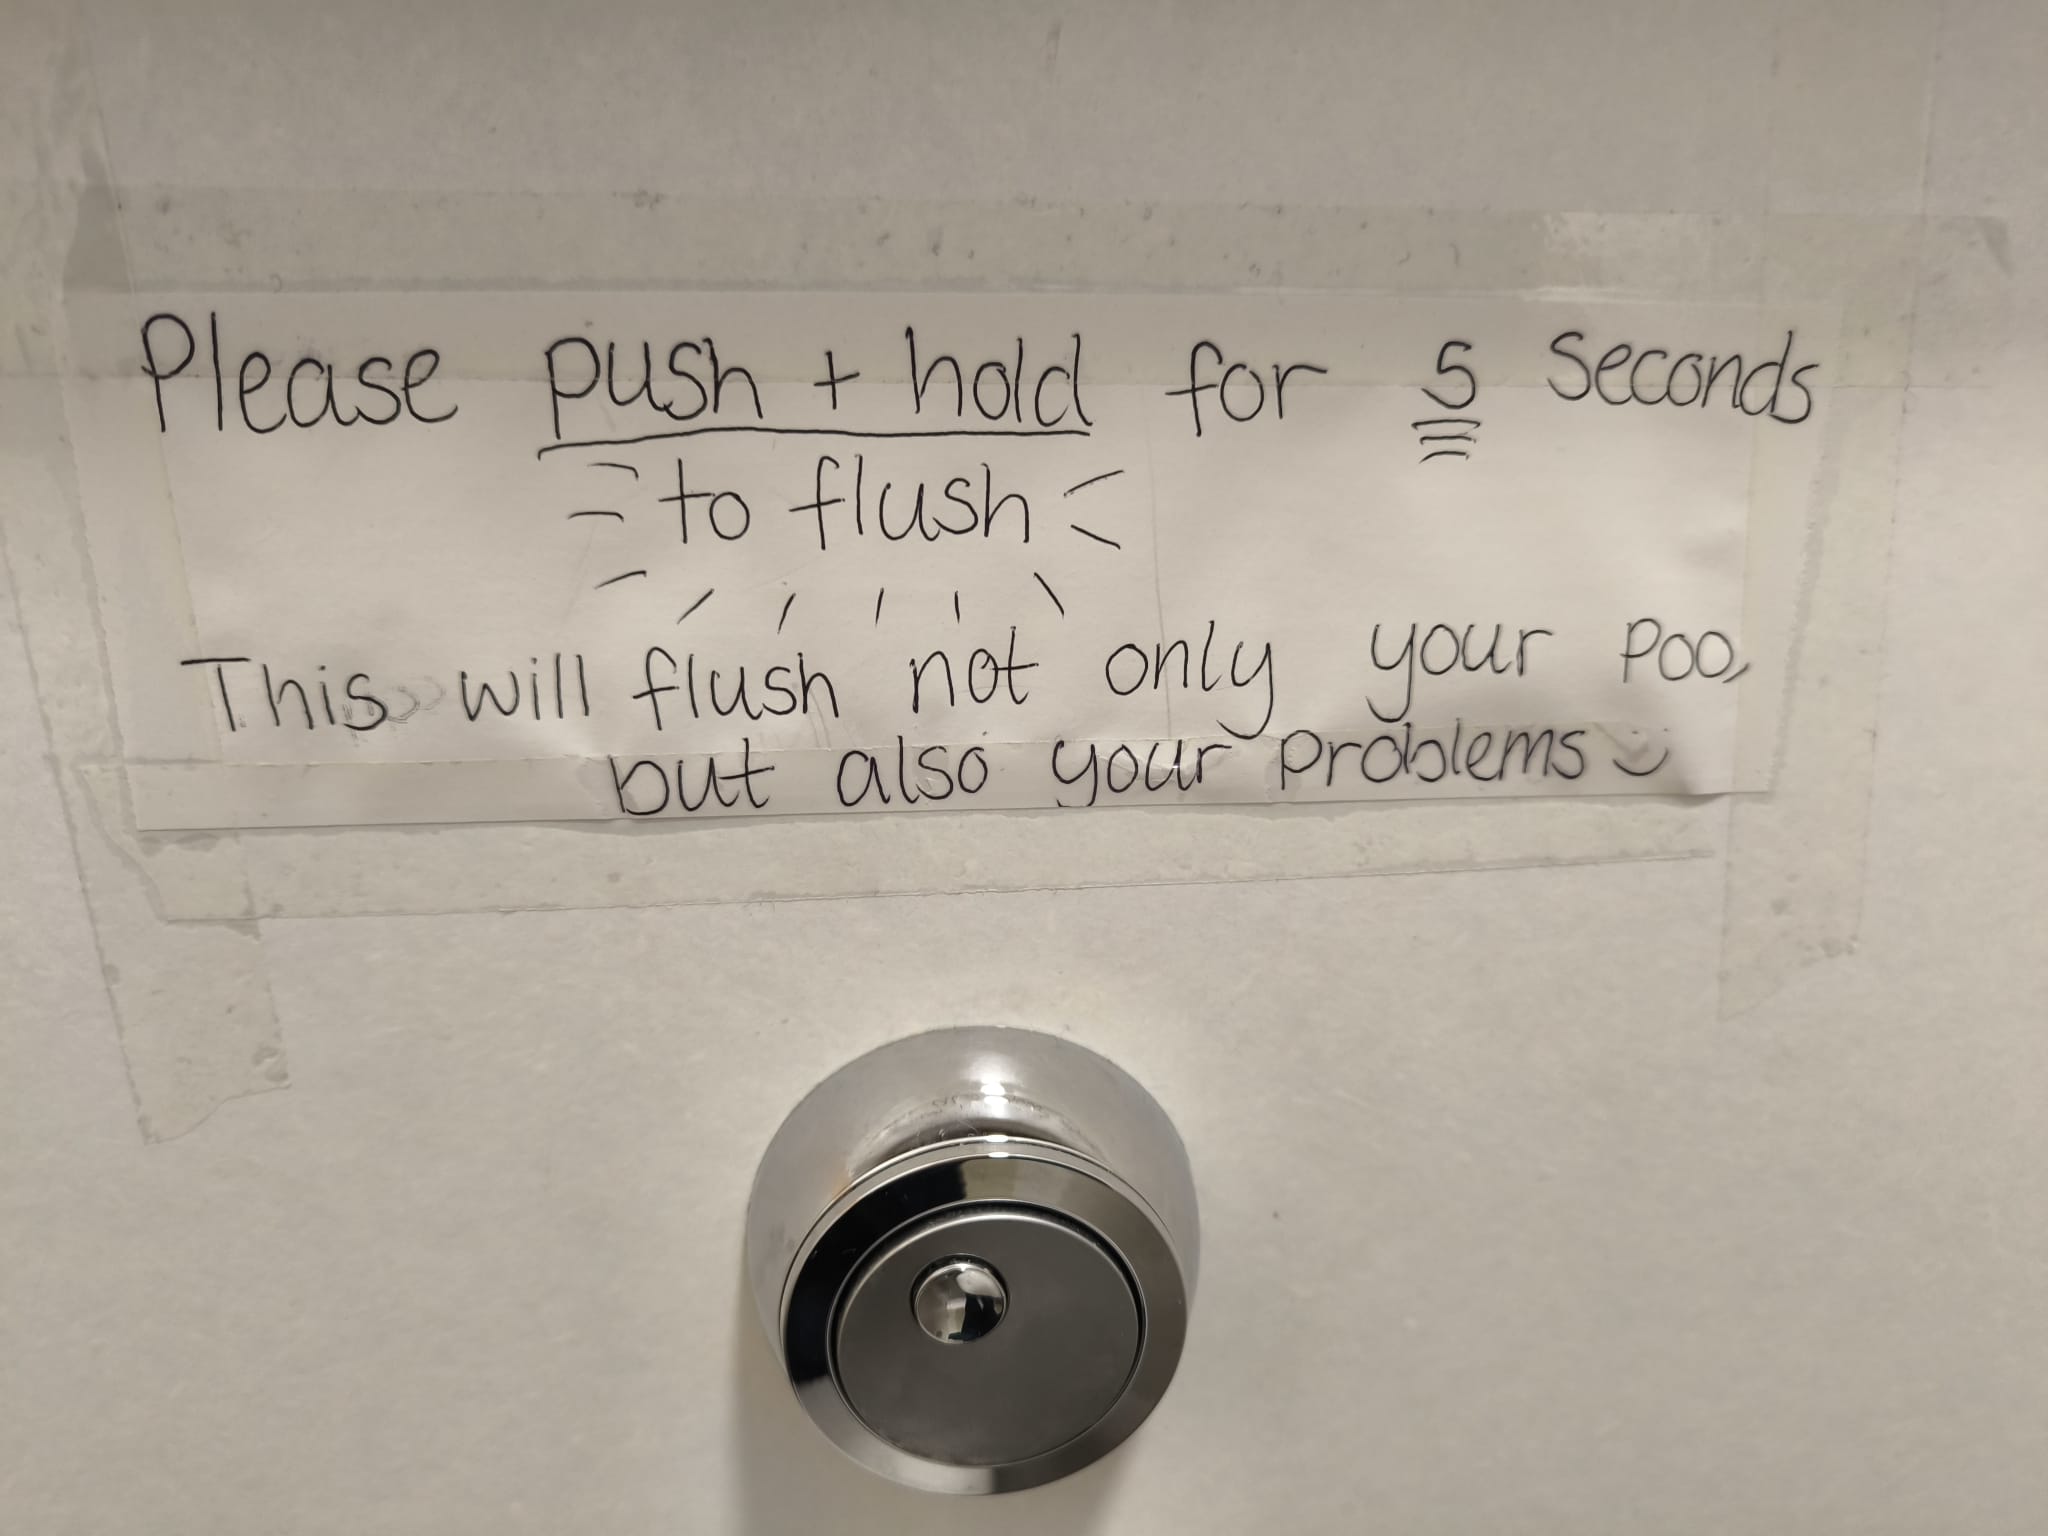 Please push + hold for 5 seconds
to flush
This will flush not only your poo,
but also your problems